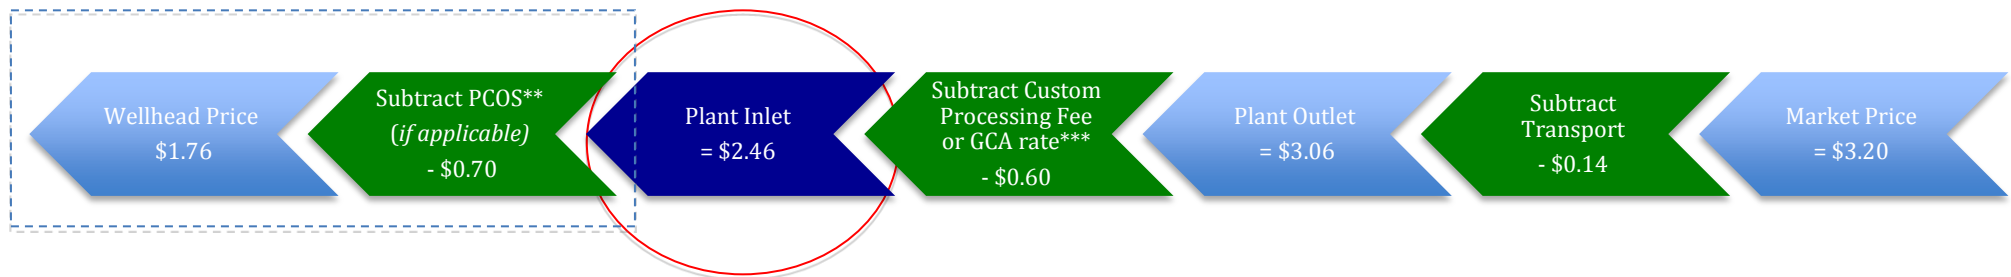 Wellhead Price
$1.76
Subtract PCOS**
(if applicable)
- $0.70
Plant Inlet
= $2.46
Subtract Custom
Processing Fee
or GCA rate***
- $0.60
Plant Outlet
= $3.06
Subtract
Transport
- $0.14
Market Price
= $3.20